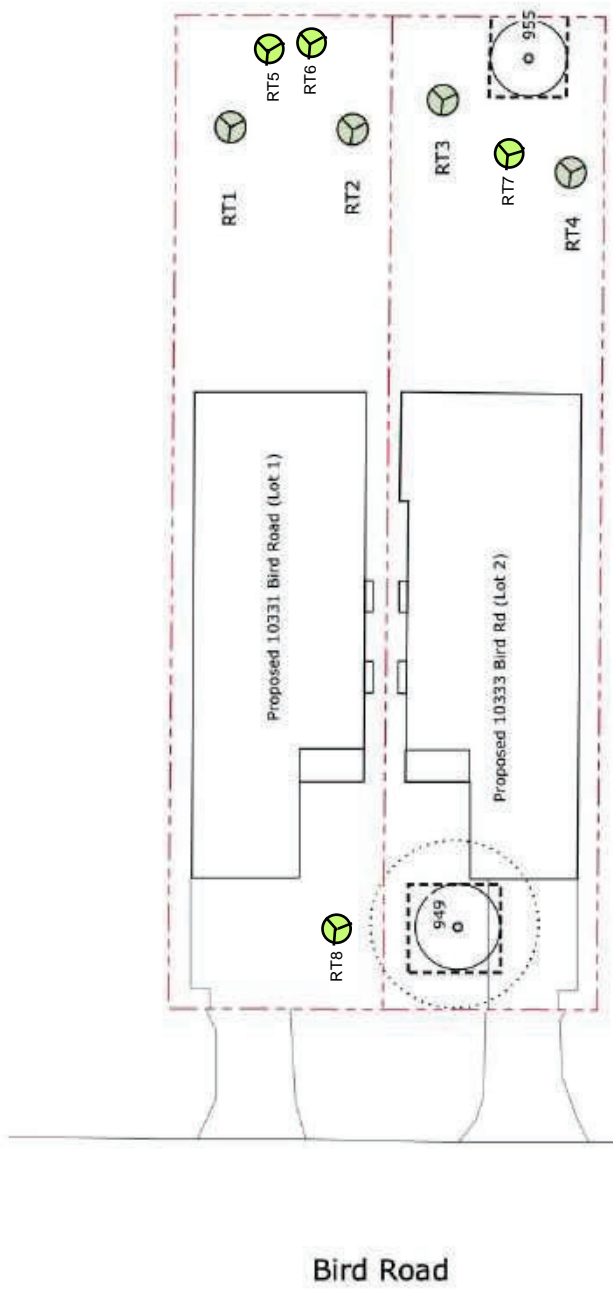 955
RT5
RT6
RT3
RT7
RT1
RT2
RT4
Proposed 10331 Bird Road (Lot 1)
Proposed 10333 Bird Rd (Lot 2)
949
RT8
Bird Road